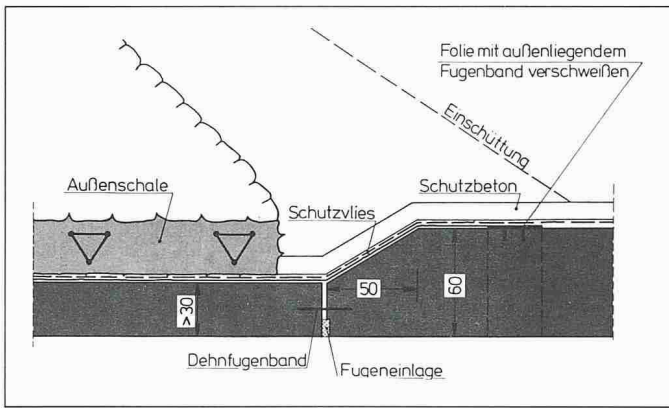 Folie mit außenliegendem
Fugenband verschweißen
Einschüttung
Außenschale
Schutzbeton
Schutzvlies
50
60
>30
Dehnfugenband
Fugeneinlage